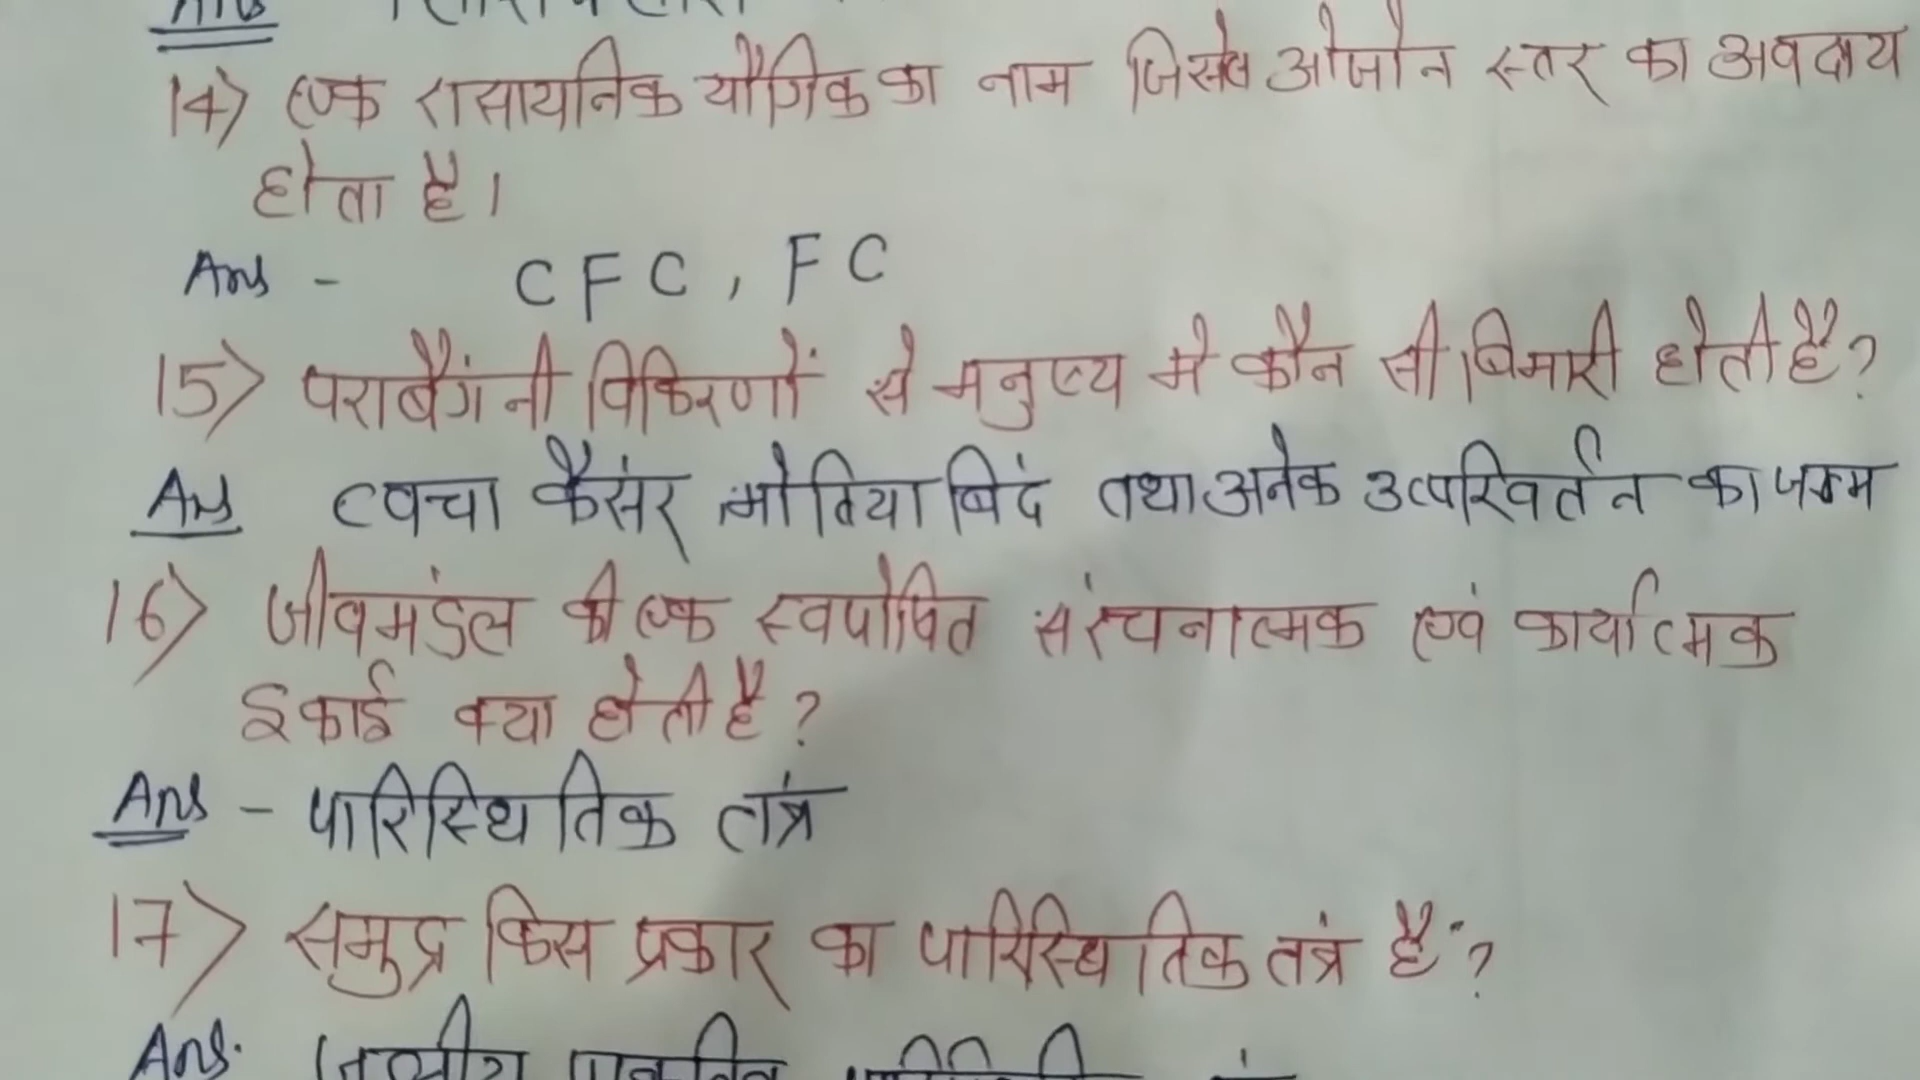 Ans
14) एक रासायनिक यौगिक का नाम जिससे ओजोन स्तर का अवक्षय
होता है।
Ans - CFC, FC
15) पराबैंगनी विकिरणों से मनुष्य मे कौन सी बिमारी होती है?
Ans त्वचा कैसंर मोतियाबिंद तथा अनेक उत्परिवर्तन का जन्म
16) जीवमंडल की एक स्वपोषित संरचनात्मक एवं कार्यात्मक
इकाई क्या होती है?
Ans - पारिस्थितिक तंत्र
17) समुद्र किस प्रकार का पारिस्थितिक तंत्र है?
Ans. जलीय प्राकृतिक